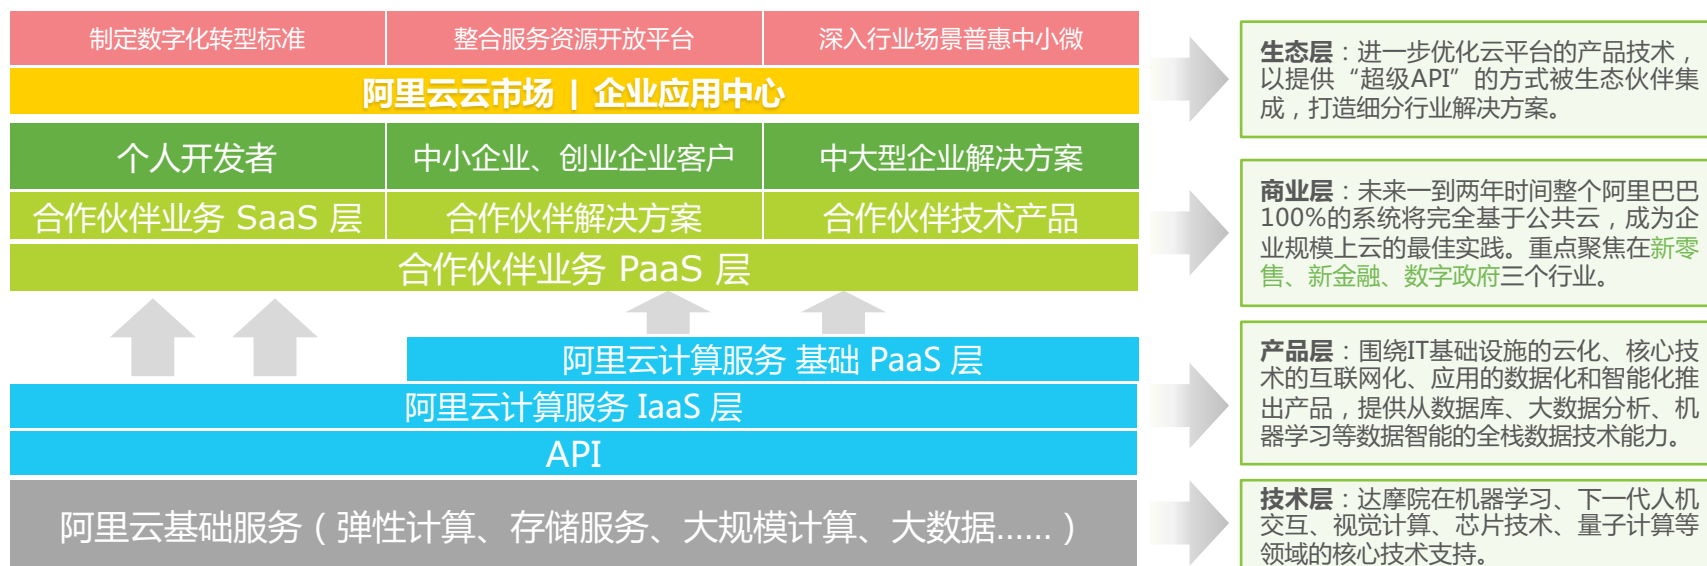 制定数字化转型标准
整合服务资源开放平台
深入行业场景普惠中小微
阿里云云市场 | 企业应用中心
个人开发者
中小企业、创业企业客户
中大型企业解决方案
合作伙伴业务 SaaS 层
合作伙伴解决方案
合作伙伴技术产品
合作伙伴业务 PaaS 层
阿里云计算服务 基础 PaaS 层
阿里云计算服务 IaaS 层
API
阿里云基础服务（弹性计算、存储服务、大规模计算、大数据……）
生态层：进一步优化云平台的产品技术，
以提供“超级API”的方式被生态伙伴集
成，打造细分行业解决方案。
商业层：未来一到两年时间整个阿里巴巴
100%的系统将完全基于公共云，成为企
业规模上云的最佳实践。重点聚焦在新零
售、新金融、数字政府三个行业。
产品层：围绕IT基础设施的云化、核心技
术的互联网化、应用的数据化和智能化推
出产品，提供从数据库、大数据分析、机
器学习等数据智能的全栈数据技术能力。
技术层：达摩院在机器学习、下一代人机
交互、视觉计算、芯片技术、量子计算等
领域的核心技术支持。